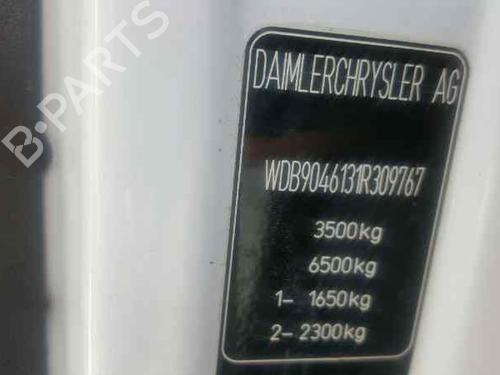 B-PARTS
DAIMLERCHRYSLER AG
WDB9046131R309767
3500kg
6500kg
1- 1650kg
2- 2300kg